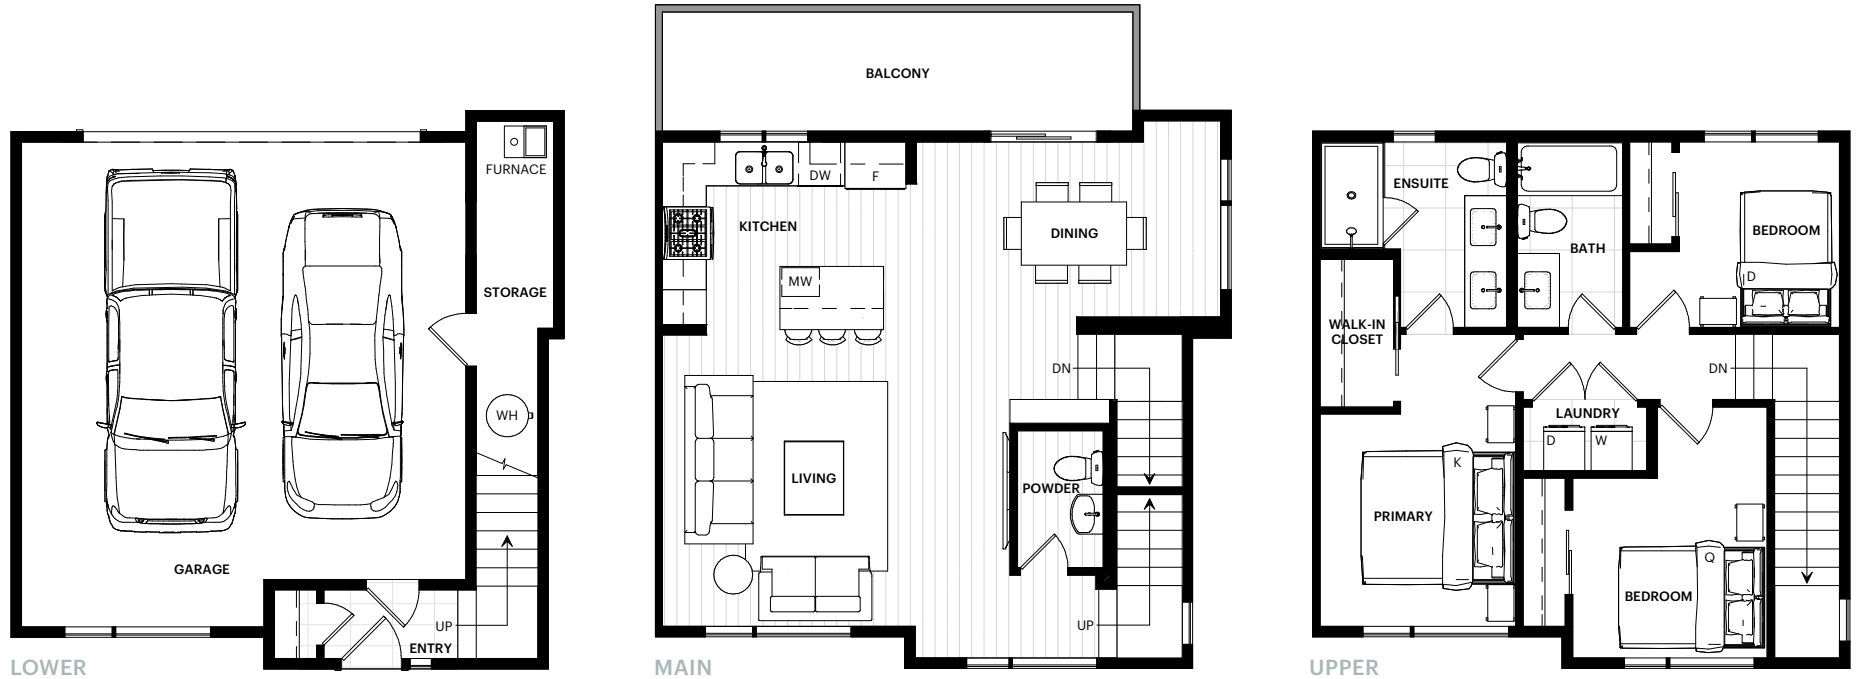 FURNACE
STORAGE
WH
GARAGE
UP
ENTRY
LOWER
BALCONY
DW
F
KITCHEN
DINING
MW
DN
LIVING
POWDER
UP
MAIN
ENSUITE
BATH
BEDROOM
D
WALK-IN
CLOSET
DN
LAUNDRY
D
W
K
PRIMARY
Q
BEDROOM
UPPER